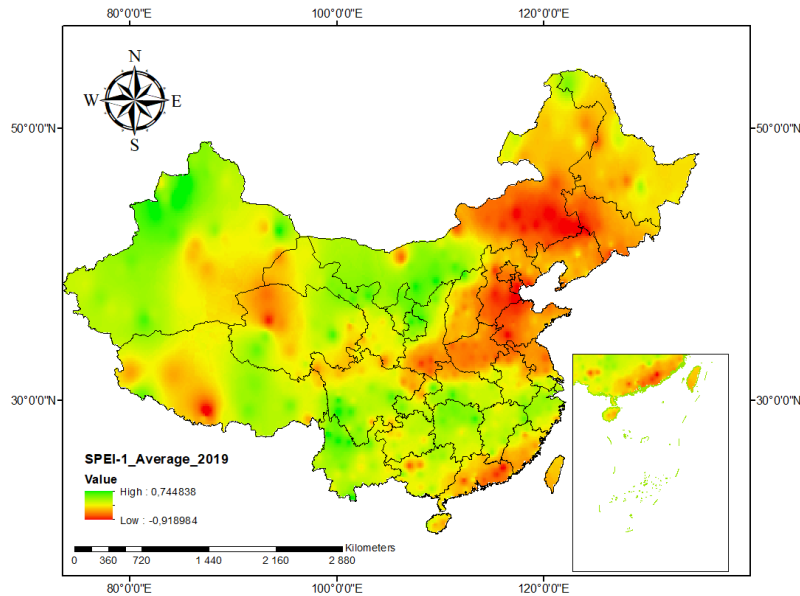 80°0'0"E 100°0'0"E 120°0'0"E
N
W E
S
50°0'0"N 50°0'0"N
30°0'0"N 30°0'0"N
SPEI-1_Average_2019
Value
High : 0,744838
Low : -0,918984
Kilometers
0 360 720 1 440 2 160 2 880
80°0'0"E 100°0'0"E 120°0'0"E